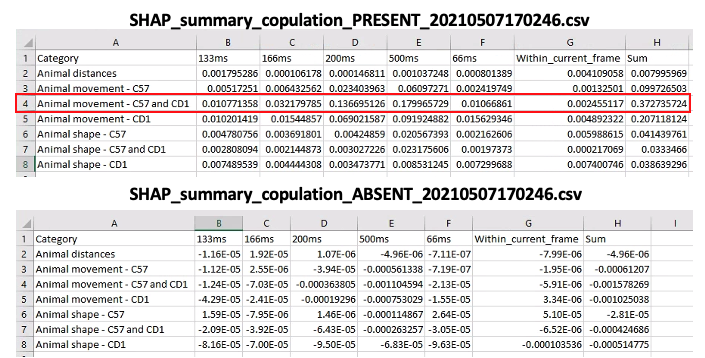 SHAP_summary_copulation_PRESENT_20210507170246.csv
A B C D E F G H
1 Category 133ms 166ms 200ms 500ms 66ms Within_current_frame Sum
2 Animal distances 0.001795286 0.000106178 0.000146811 0.001037248 0.000801389 0.004109058 0.007995969
3 Animal movement - C57 0.00517251 0.006432562 0.023403963 0.06097271 0.002419749 0.00132501 0.099726503
4 Animal movement - C57 and CD1 0.010771358 0.032179785 0.136695126 0.179965729 0.01066861 0.002455117 0.372735724
5 Animal movement - CD1 0.010201419 0.01544857 0.069021587 0.091924882 0.015629346 0.004892322 0.207118124
6 Animal shape - C57 0.004780756 0.003691801 0.00424859 0.020567393 0.002162606 0.005988615 0.041439761
7 Animal shape - C57 and CD1 0.002808094 0.002144873 0.003027226 0.023175606 0.00197373 0.000217069 0.0333466
8 Animal shape - CD1 0.007489539 0.004444308 0.003473771 0.008531245 0.007299688 0.007400746 0.038639296
SHAP_summary_copulation_ABSENT_20210507170246.csv
A B C D E F G H I
1 Category 133ms 166ms 200ms 500ms 66ms Within_current_frame Sum
2 Animal distances -1.16E-05 1.92E-05 1.07E-06 -4.96E-06 -7.11E-07 -7.99E-06 -4.96E-06
3 Animal movement - C57 -1.12E-05 2.55E-06 -3.94E-05 -0.000561338 -7.19E-07 -1.95E-06 -0.00061207
4 Animal movement - C57 and CD1 -1.24E-05 -7.03E-05 -0.000363805 -0.001104594 -2.13E-05 -5.91E-06 -0.001578269
5 Animal movement - CD1 -4.29E-05 -2.41E-05 -0.00019296 -0.000753029 -1.55E-05 3.34E-06 -0.001025038
6 Animal shape - C57 1.59E-05 -7.95E-06 1.46E-06 -0.000114867 2.64E-05 5.10E-05 -2.81E-05
7 Animal shape - C57 and CD1 -2.09E-05 -3.92E-06 -6.43E-05 -0.000263257 -3.05E-05 -6.52E-06 -0.000424686
8 Animal shape - CD1 -8.16E-05 -7.00E-05 -9.50E-05 -6.83E-05 -9.63E-05 -0.000103536 -0.000514775